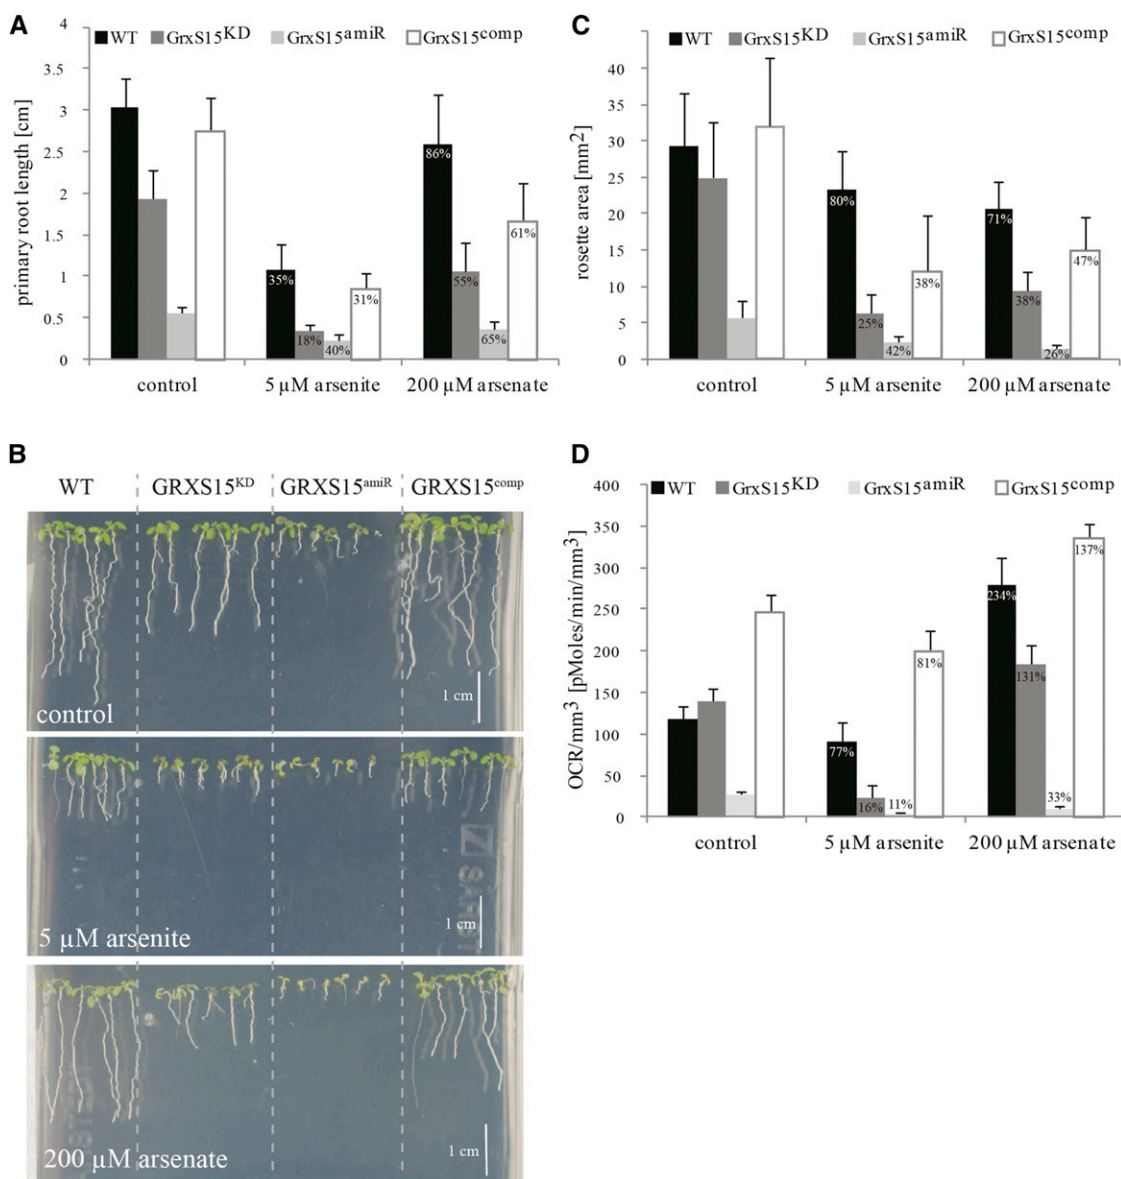 A
4
WT GrxS15KD GrxS15amiR GrxS15comp
3.5
3
2.5
2
1.5
1
0.5
0
primary root length [cm]
35% 18% 40% 31%
86% 55% 65% 61%
control 5 µM arsenite 200 µM arsenate
C
45
WT GrxS15KD GrxS15amiR GrxS15comp
40
35
30
25
20
15
10
5
0
rosette area [mm2]
80% 25% 42% 38%
71% 38% 26% 47%
control 5 µM arsenite 200 µM arsenate
B
WT GRXS15KD GRXS15amiR GRXS15comp
1 cm
control
1 cm
5 µM arsenite
1 cm
200 µM arsenate
D
400
WT GrxS15KD GrxS15amiR GrxS15comp
350
300
250
200
150
100
50
0
OCR/mm3 [pMoles/min/mm3]
77% 16% 11% 81%
234% 131% 33% 137%
control 5 µM arsenite 200 µM arsenate